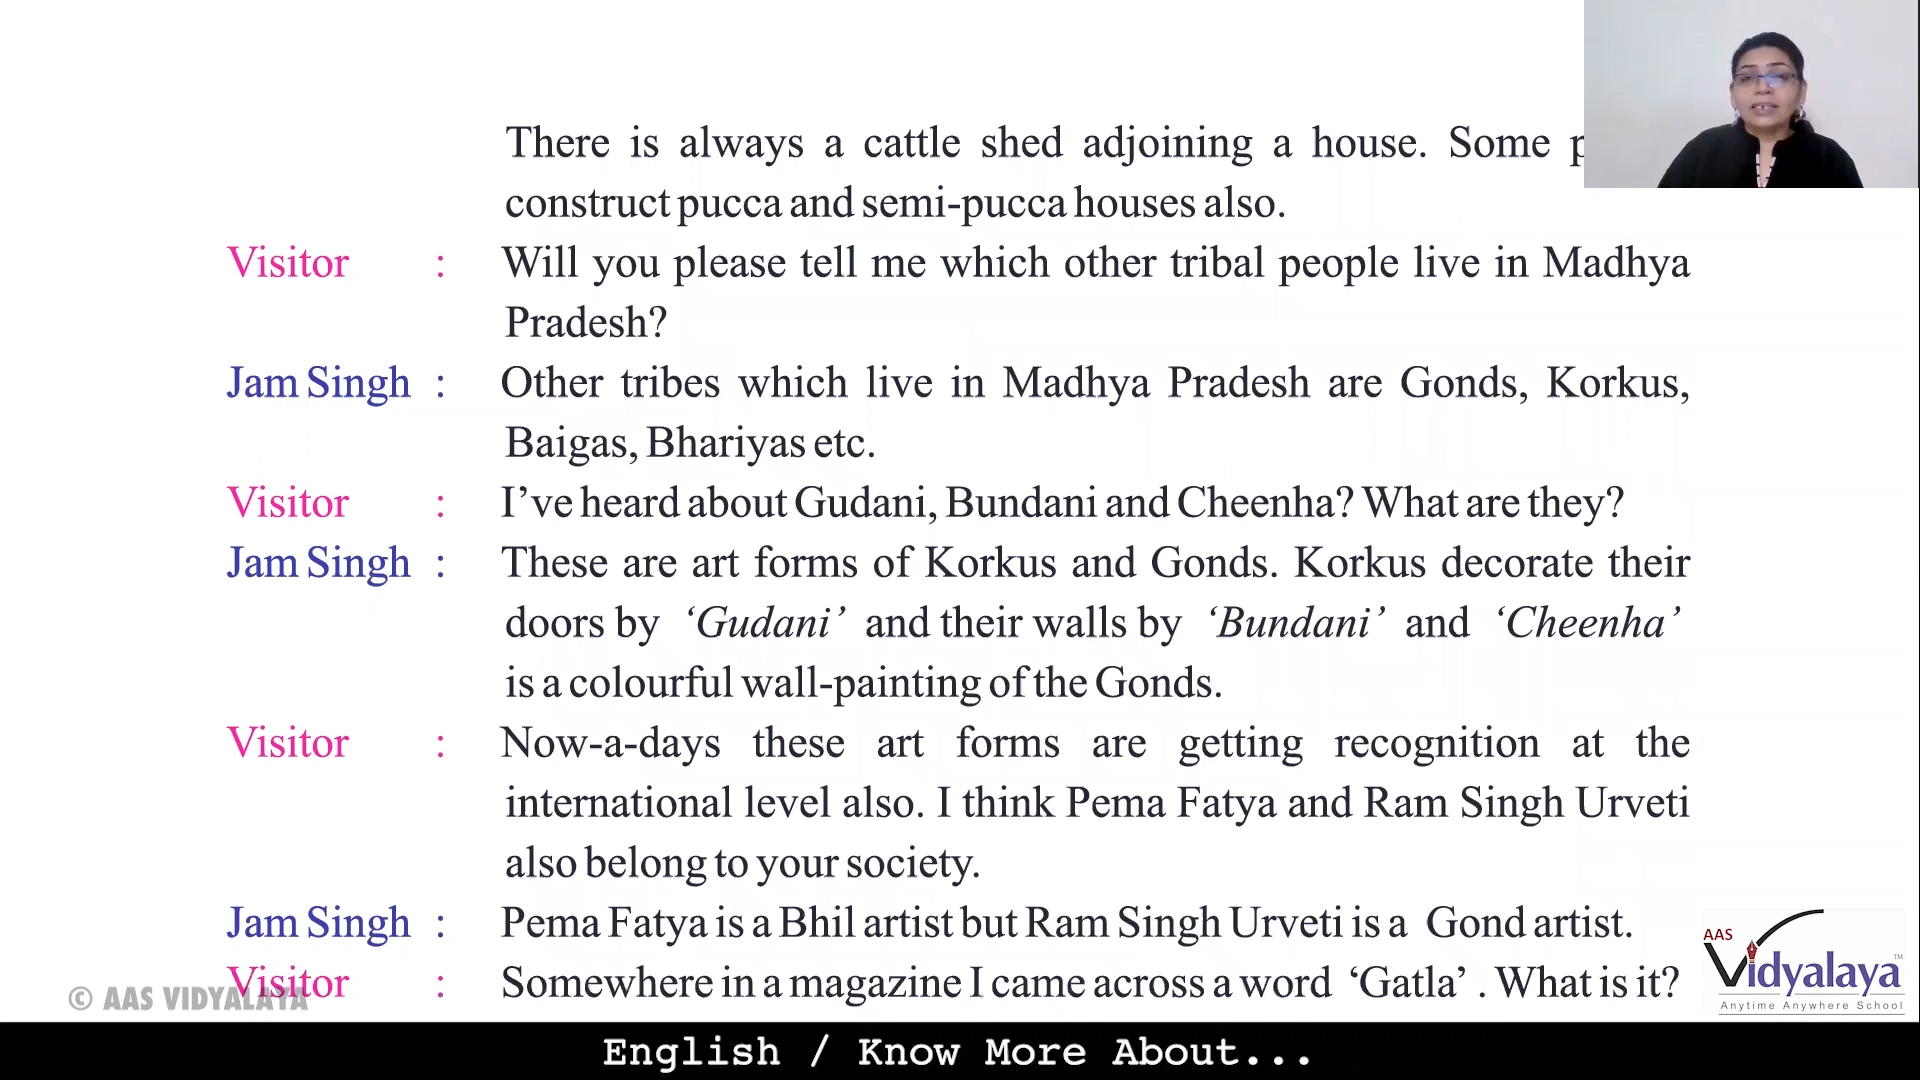 There is always a cattle shed adjoining a house. Some
construct pucca and semi-pucca houses also.
Visitor : Will you please tell me which other tribal people live in Madhya
Pradesh?
Jam Singh : Other tribes which live in Madhya Pradesh are Gonds, Korkus,
Baigas, Bhariyas etc.
Visitor : I’ve heard about Gudani, Bundani and Cheenha? What are they?
Jam Singh : These are art forms of Korkus and Gonds. Korkus decorate their
doors by ‘Gudani’ and their walls by ‘Bundani’ and ‘Cheenha’
is a colourful wall-painting of the Gonds.
Visitor : Now-a-days these art forms are getting recognition at the
international level also. I think Pema Fatya and Ram Singh Urveti
also belong to your society.
Jam Singh : Pema Fatya is a Bhil artist but Ram Singh Urveti is a Gond artist.
Visitor : Somewhere in a magazine I came across a word ‘Gatla’ . What is it?
© AAS VIDYALAYA
AAS
Vidyalaya™
Anytime Anywhere School
English / Know More About...